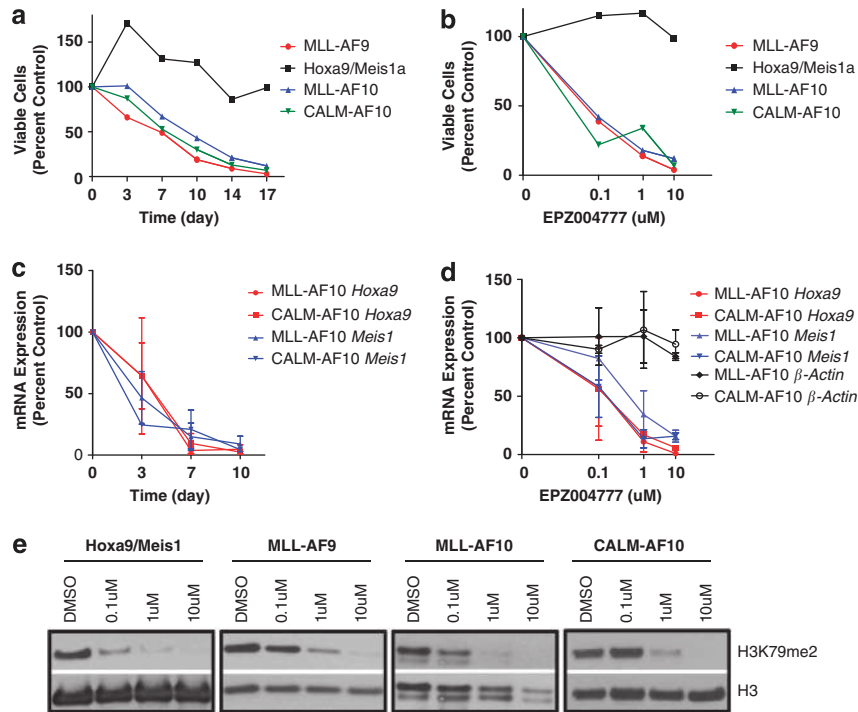 a
Viable Cells
(Percent Control)
150
100
50
0
0 3 7 10 14 17
Time (day)
MLL-AF9
Hoxa9/Meis1a
MLL-AF10
CALM-AF10
b
Viable Cells
(Percent Control)
100
50
0
0 0.1 1 10
EPZ004777 (uM)
MLL-AF9
Hoxa9/Meis1a
MLL-AF10
CALM-AF10
c
mRNA Expression
(Percent Control)
150
100
50
0
0 3 7 10
Time (day)
MLL-AF10 Hoxa9
CALM-AF10 Hoxa9
MLL-AF10 Meis1
CALM-AF10 Meis1
d
mRNA Expression
(Percent Control)
150
100
50
0
0 0.1 1 10
EPZ004777 (uM)
MLL-AF10 Hoxa9
CALM-AF10 Hoxa9
MLL-AF10 Meis1
CALM-AF10 Meis1
MLL-AF10 β-Actin
CALM-AF10 β-Actin
e
Hoxa9/Meis1 MLL-AF9 MLL-AF10 CALM-AF10
DMSO 0.1uM 1uM 10uM DMSO 0.1uM 1uM 10uM DMSO 0.1uM 1uM 10uM DMSO 0.1uM 1uM 10uM
H3K79me2
H3